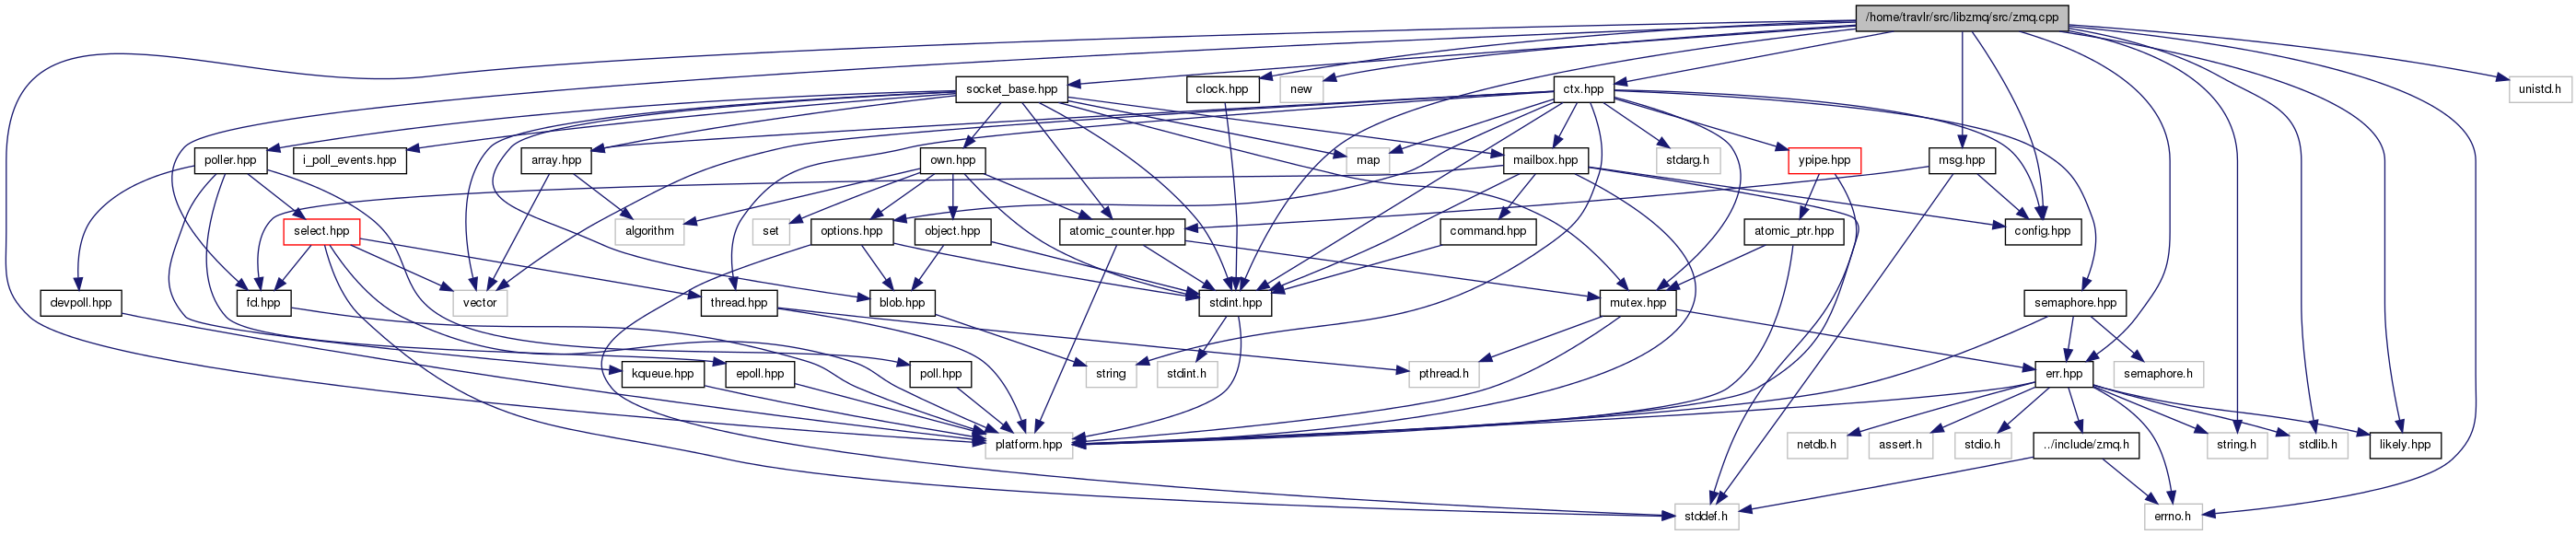 /home/travlr/src/libzmq/src/zmq.cpp
socket_base.hpp
clock.hpp
new
ctx.hpp
unistd.h
poller.hpp
i_poll_events.hpp
array.hpp
own.hpp
map
mailbox.hpp
stdarg.h
ypipe.hpp
msg.hpp
select.hpp
algorithm
set
options.hpp
object.hpp
atomic_counter.hpp
command.hpp
atomic_ptr.hpp
config.hpp
devpoll.hpp
fd.hpp
vector
thread.hpp
blob.hpp
stdint.hpp
mutex.hpp
semaphore.hpp
kqueue.hpp
epoll.hpp
poll.hpp
string
stdint.h
pthread.h
err.hpp
semaphore.h
platform.hpp
netdb.h
assert.h
stdio.h
../include/zmq.h
string.h
stdlib.h
likely.hpp
stddef.h
errno.h